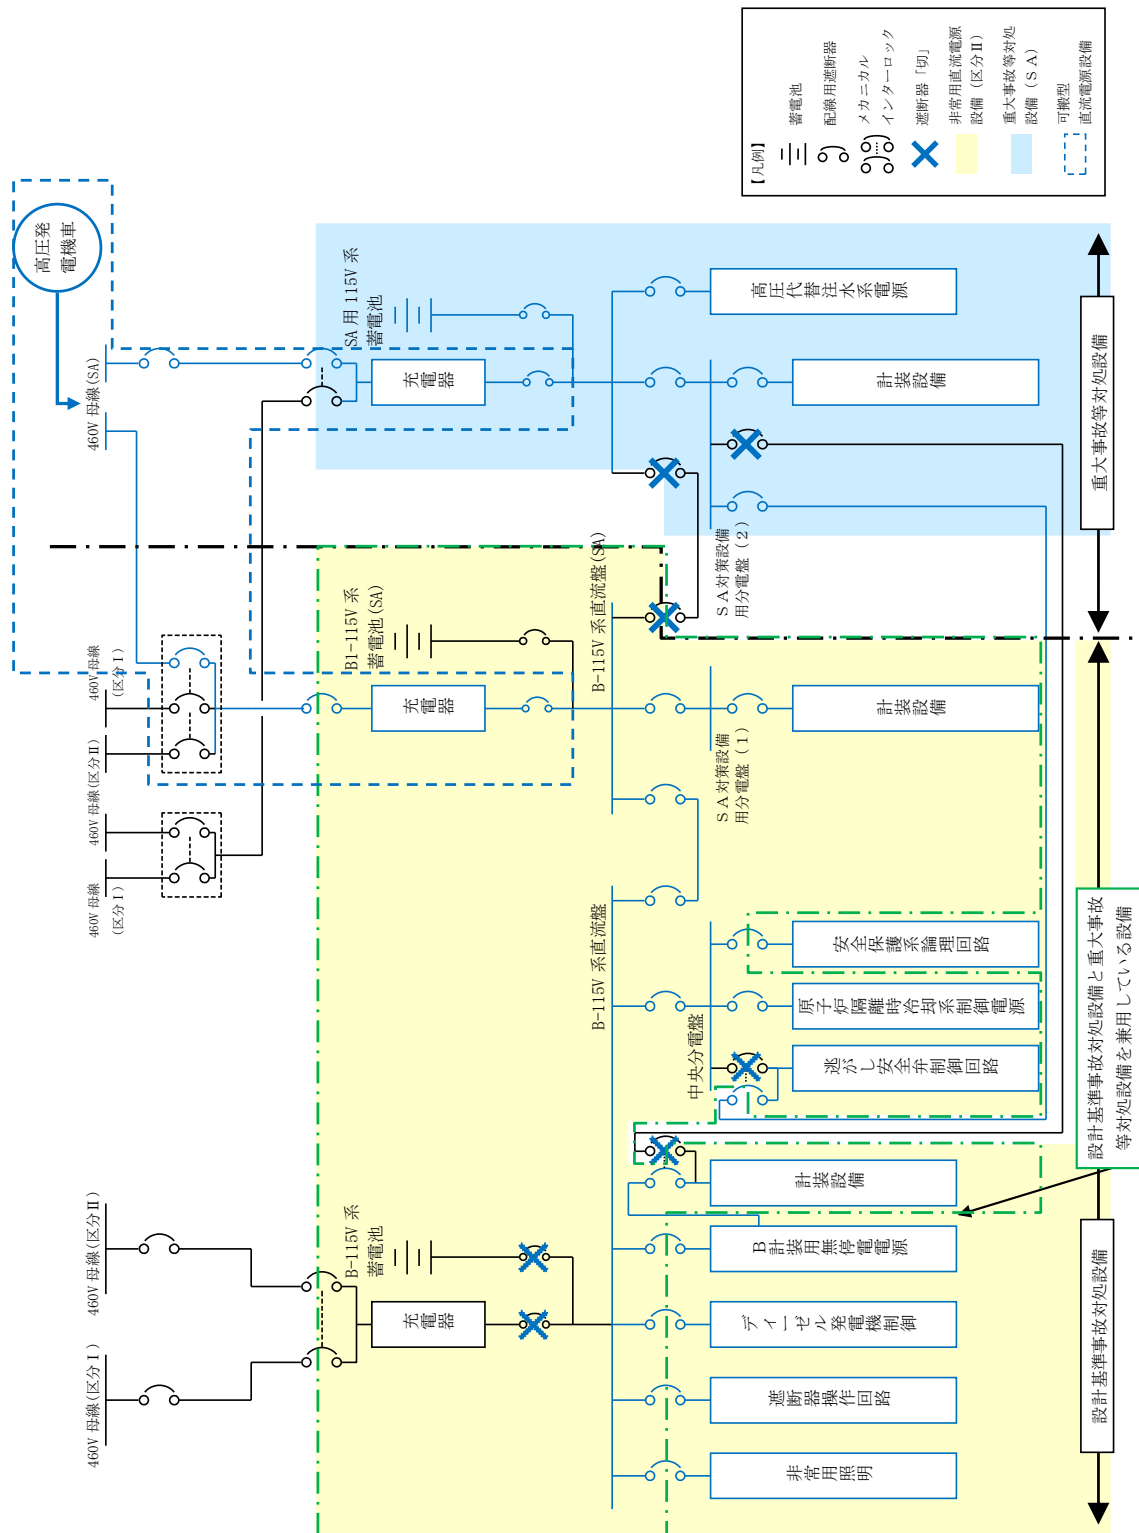 高圧発
電機車
460V 母線(SA)
460V 母線
(区分Ⅰ)
460V 母線(区分Ⅱ)
460V 母線
(区分Ⅰ)
460V 母線(区分Ⅱ)
460V 母線(区分Ⅰ)
SA 用 115V 系
蓄電池
充電器
B1-115V 系
蓄電池(SA)
充電器
B-115V 系
蓄電池
充電器
B-115V 系直流盤(SA)
B-115V 系直流盤
SA対策設備
用分電盤(2)
SA対策設備
用分電盤(1)
中央分電盤
高圧代替注水系電源
計装設備
計装設備
安全保護系論理回路
原子炉隔離時冷却系制御電源
逃がし安全弁制御回路
計装設備
B計装用無停電電源
ディーゼル発電機制御
遮断器操作回路
非常用照明
重大事故等対処設備
設計基準事故対処設備と重大事故
等対処設備を兼用している設備
設計基準事故対処設備
【凡例】
蓄電池
配線用遮断器
メカニカル
インターロック
遮断器「切」
非常用直流電源
設備(区分Ⅱ)
重大事故等対処
設備(SA)
可搬型
直流電源設備